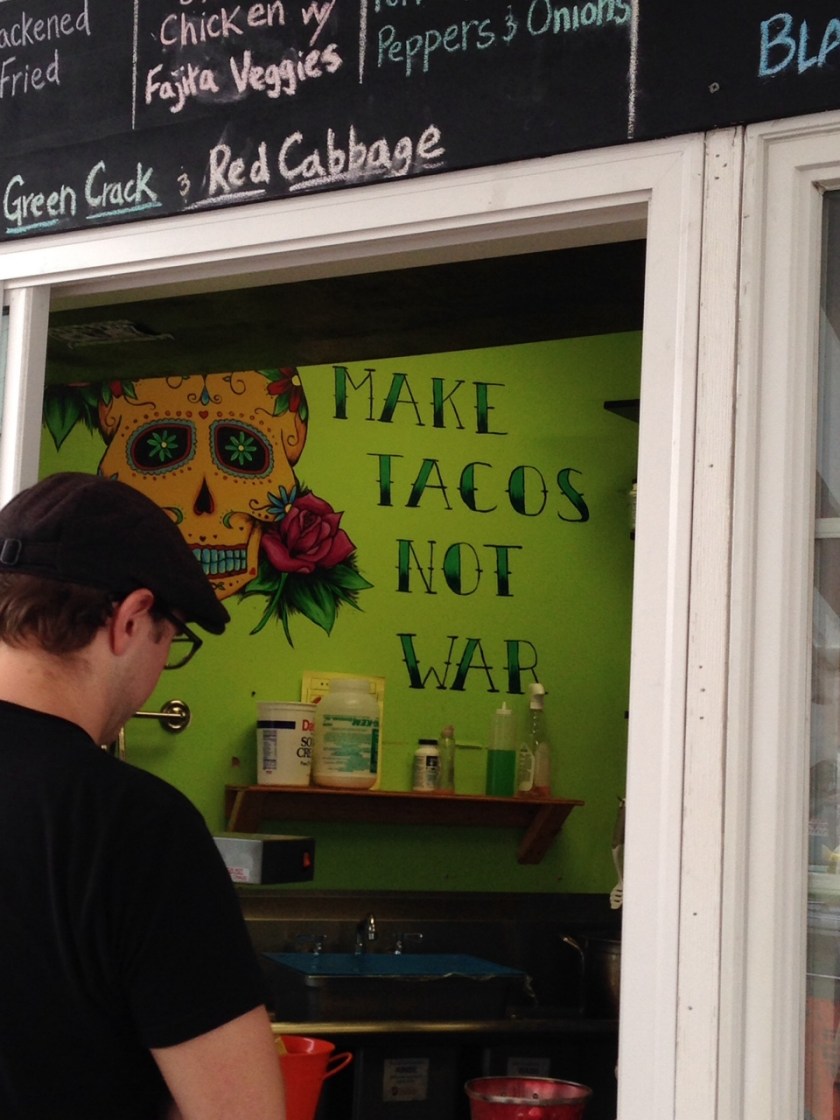 ackened
Fried
Chicken w/
Fajita Veggies
Peppers & Onions
BLA
Green Crack & Red Cabbage
MAKE
TACOS
NOT
WAR